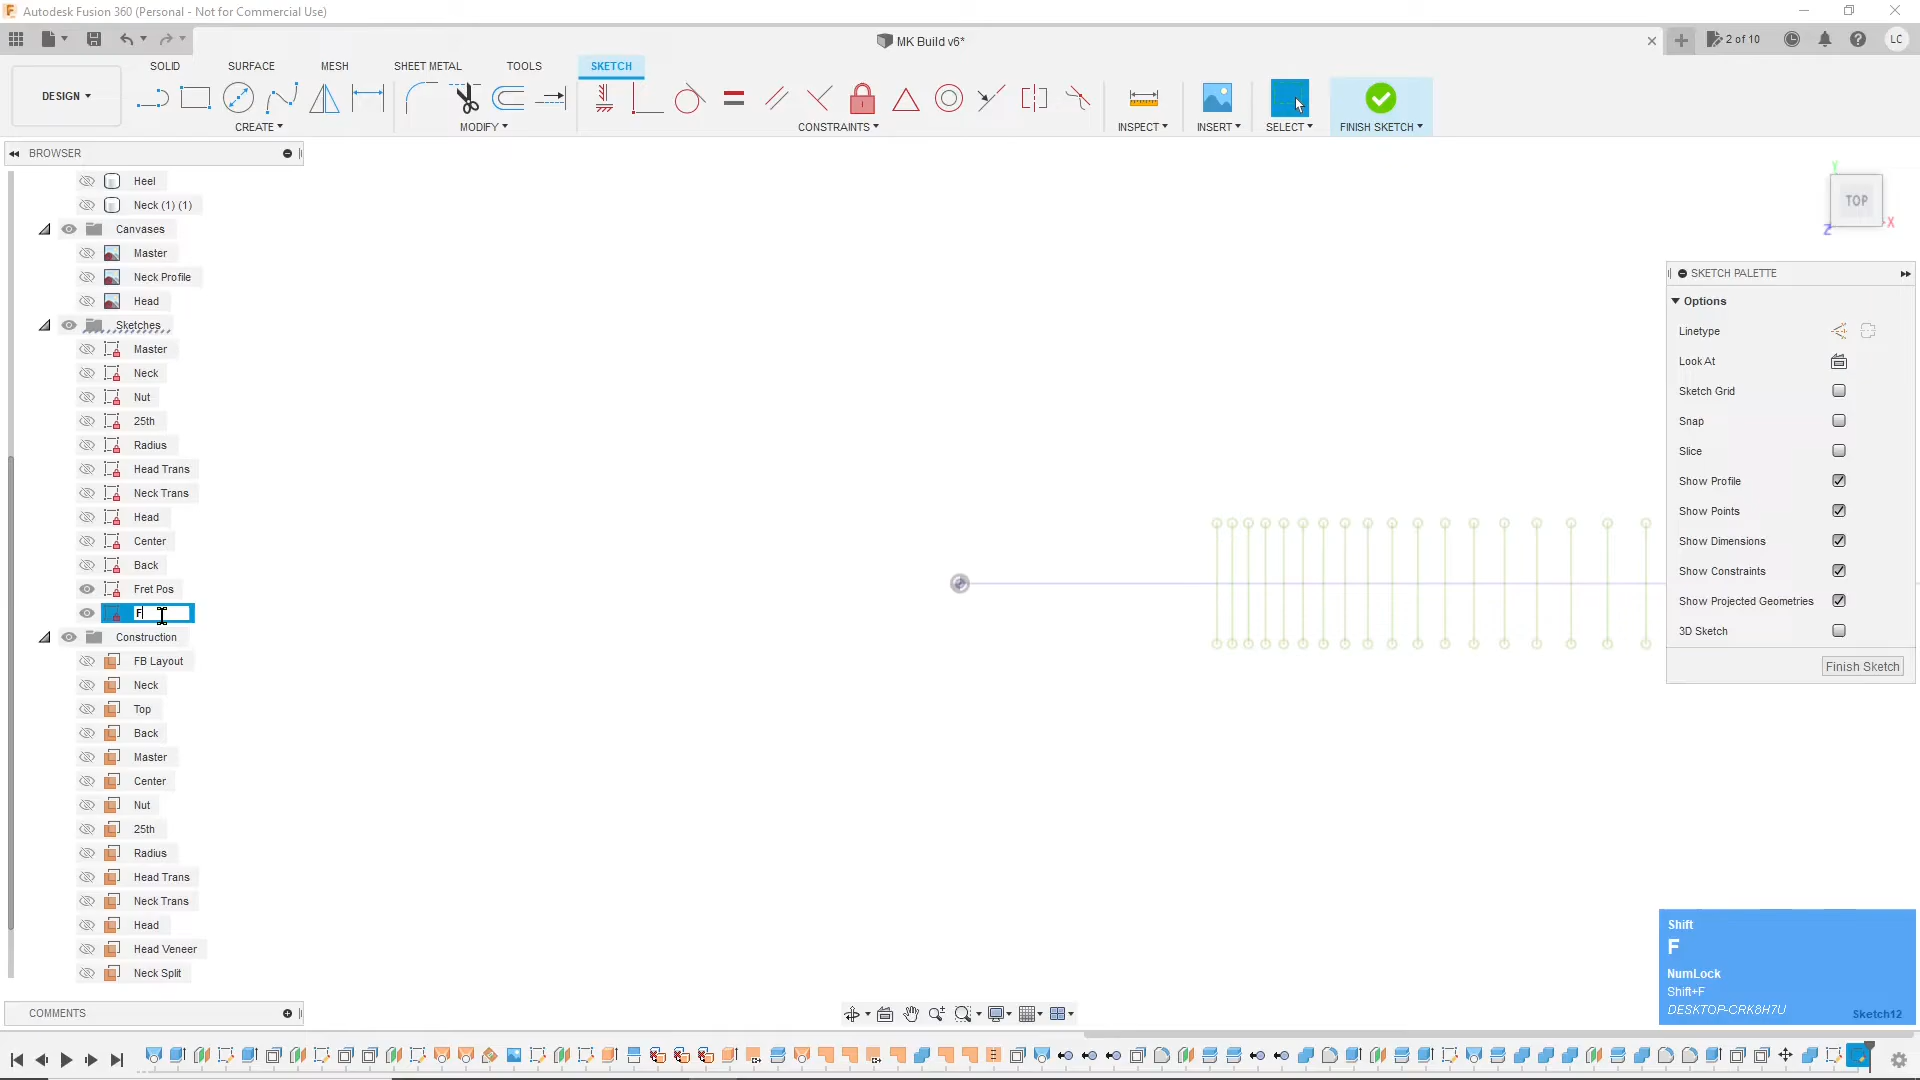 Autodesk Fusion 360 (Personal - Not for Commercial Use)
MK Build v6*
2 of 10
LC
DESIGN
SOLID
SURFACE
MESH
SHEET METAL
TOOLS
SKETCH
CREATE
MODIFY
CONSTRAINTS
INSPECT
INSERT
SELECT
FINISH SKETCH
BROWSER
Heel
Neck (1) (1)
Canvases
Master
Neck Profile
Head
Sketches
Master
Neck
Nut
25th
Radius
Head Trans
Neck Trans
Head
Center
Back
Fret Pos
F
Construction
FB Layout
Neck
Top
Back
Master
Center
Nut
25th
Radius
Head Trans
Neck Trans
Head
Head Veneer
Neck Split
COMMENTS
Y
TOP
X
Z
SKETCH PALETTE
Options
Linetype
Look At
Sketch Grid
Snap
Slice
Show Profile
Show Points
Show Dimensions
Show Constraints
Show Projected Geometries
3D Sketch
Finish Sketch
Shift
F
NumLock
Shift+F
DESKTOP-CRK8H7U
Sketch12